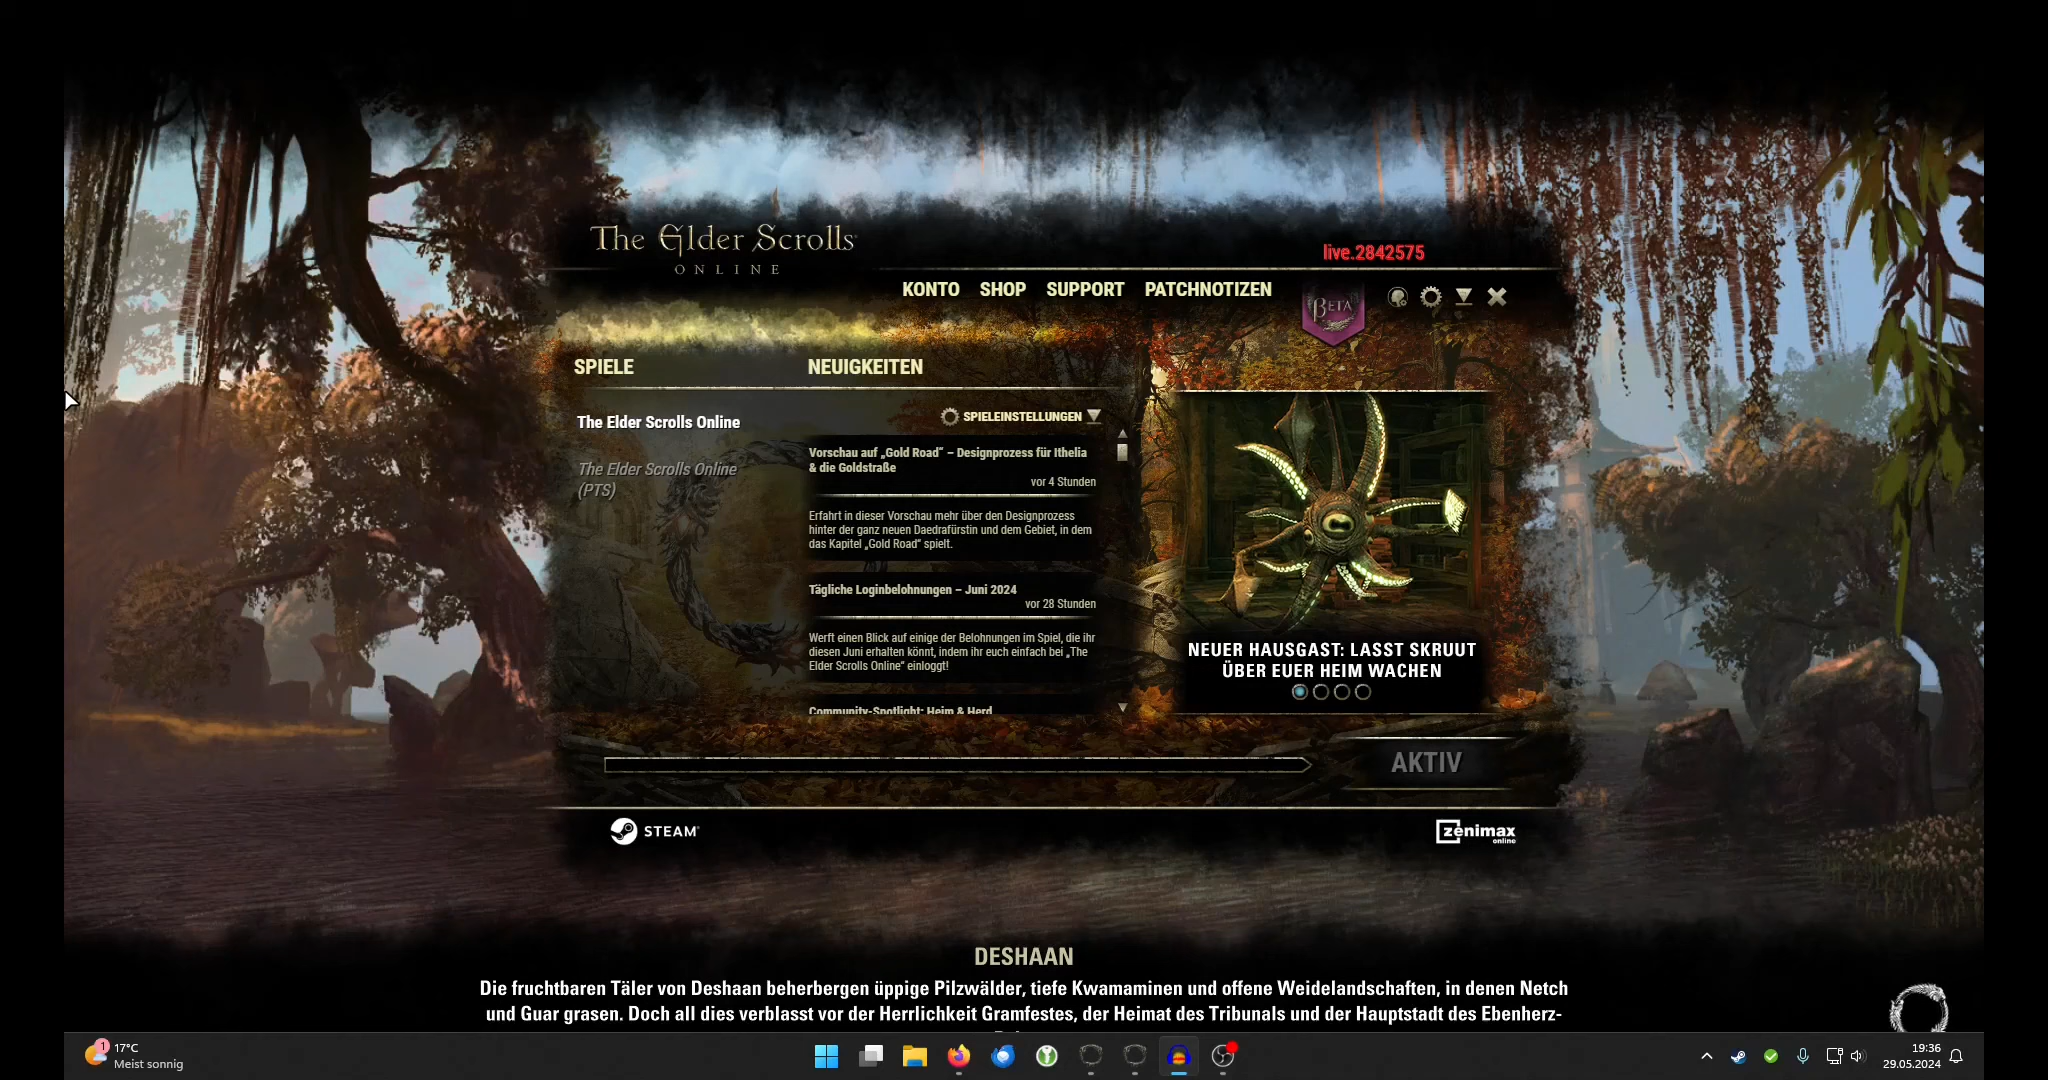 The Elder Scrolls
ONLINE
live.2842575
KONTO SHOP SUPPORT PATCHNOTIZEN
BETA
SPIELE
NEUIGKEITEN
The Elder Scrolls Online
The Elder Scrolls Online
(PTS)
SPIELEINSTELLUNGEN
Vorschau auf „Gold Road“ – Designprozess für Ithelia
& die Goldstraße
vor 4 Stunden
Erfahrt in dieser Vorschau mehr über den Designprozess
hinter der ganz neuen Daedrafürstin und dem Gebiet, in dem
das Kapitel „Gold Road“ spielt.
Tägliche Loginbelohnungen – Juni 2024
vor 28 Stunden
Werft einen Blick auf einige der Belohnungen im Spiel, die ihr
diesen Juni erhalten könnt, indem ihr euch einfach bei „The
Elder Scrolls Online“ einloggt!
Community-Spotlight: Heim & Herd
NEUER HAUSGAST: LASST SKRUUT
ÜBER EUER HEIM WACHEN
AKTIV
STEAM
zenimax
online
DESHAAN
Die fruchtbaren Täler von Deshaan beherbergen üppige Pilzwälder, tiefe Kwamaminen und offene Weidelandschaften, in denen Netch
und Guar grasen. Doch all dies verblasst vor der Herrlichkeit Gramfestes, der Heimat des Tribunals und der Hauptstadt des Ebenherz-
1
17°C
Meist sonnig
19:36
29.05.2024